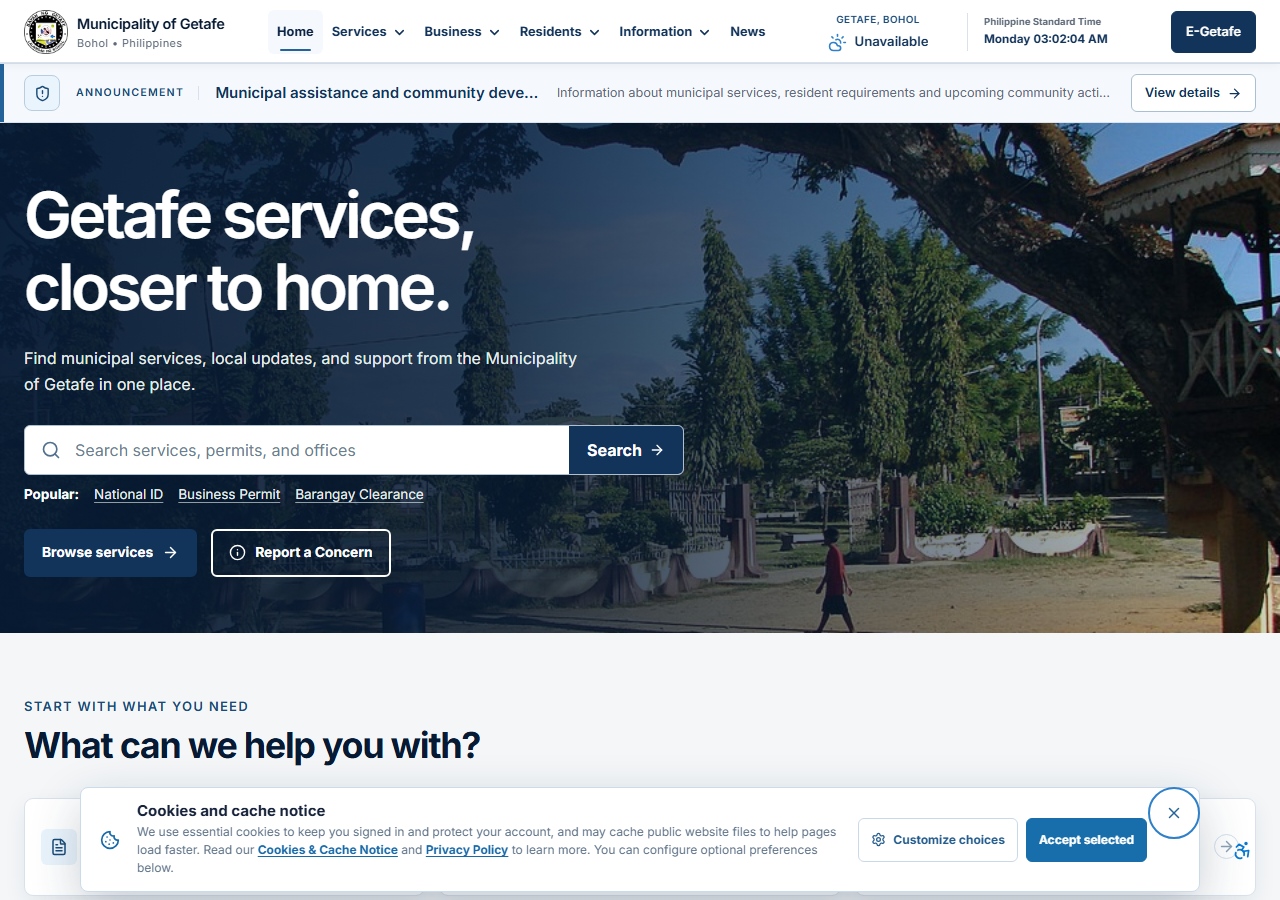 Municipality of Getafe
Bohol • Philippines
Home
Services
Business
Residents
Information
News
GETAFE, BOHOL
Unavailable
Philippine Standard Time
Monday 03:02:04 AM
E-Getafe
ANNOUNCEMENT
Municipal assistance and community deve...
Information about municipal services, resident requirements and upcoming community acti...
View details
Getafe services,
closer to home.
Find municipal services, local updates, and support from the Municipality
of Getafe in one place.
Search services, permits, and offices
Search
Popular: National ID Business Permit Barangay Clearance
Browse services
Report a Concern
START WITH WHAT YOU NEED
What can we help you with?
Cookies and cache notice
We use essential cookies to keep you signed in and protect your account, and may cache public website files to help pages
load faster. Read our Cookies & Cache Notice and Privacy Policy to learn more. You can configure optional preferences
below.
Customize choices
Accept selected